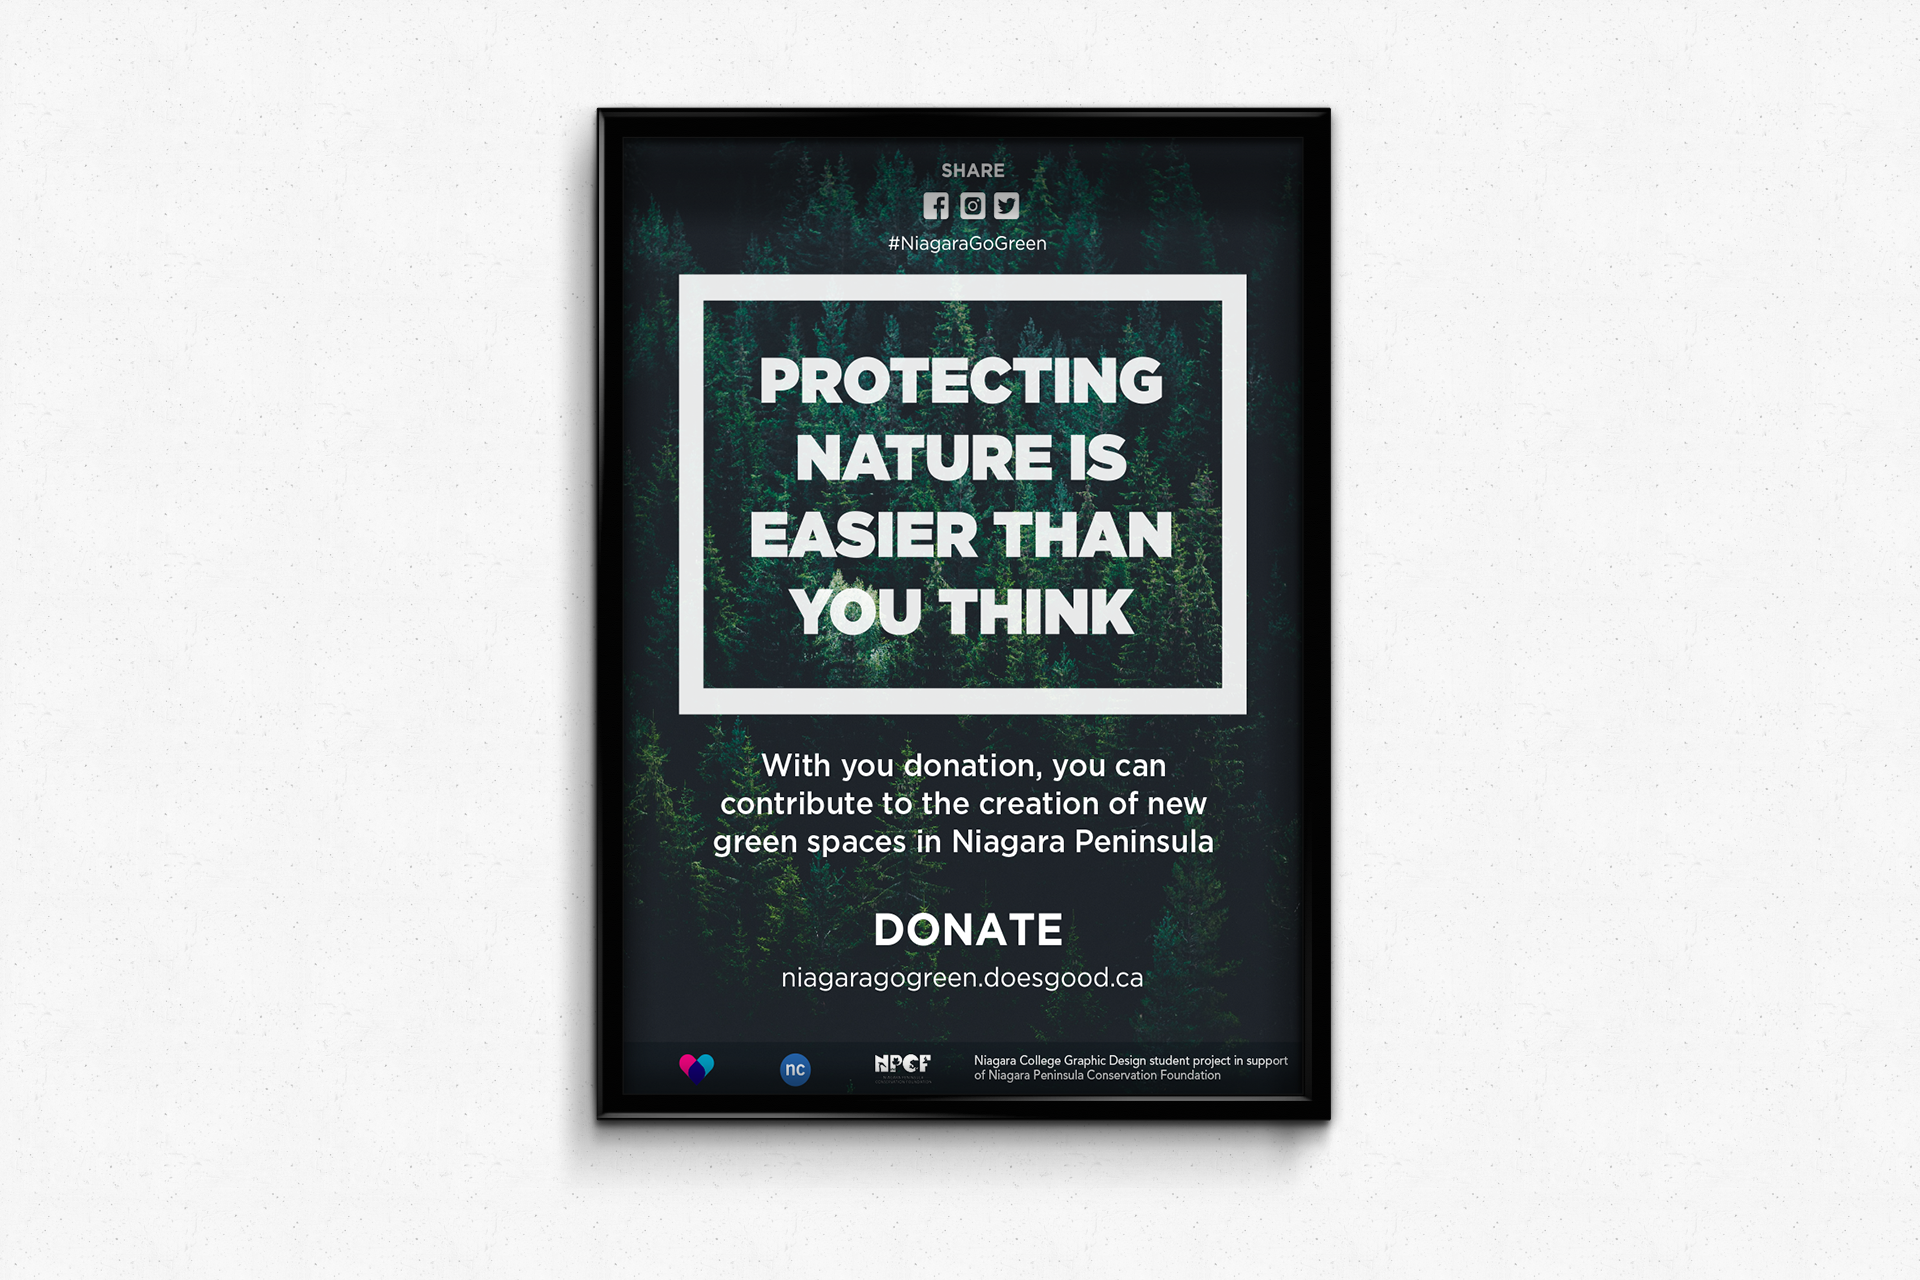 SHARE
#NiagaraGoGreen
PROTECTING
NATURE IS
EASIER THAN
YOU THINK
With you donation, you can
contribute to the creation of new
green spaces in Niagara Peninsula
DONATE
niagaragogreen.doesgood.ca
nc
NPCF
Niagara College Graphic Design student project in support
of Niagara Peninsula Conservation Foundation